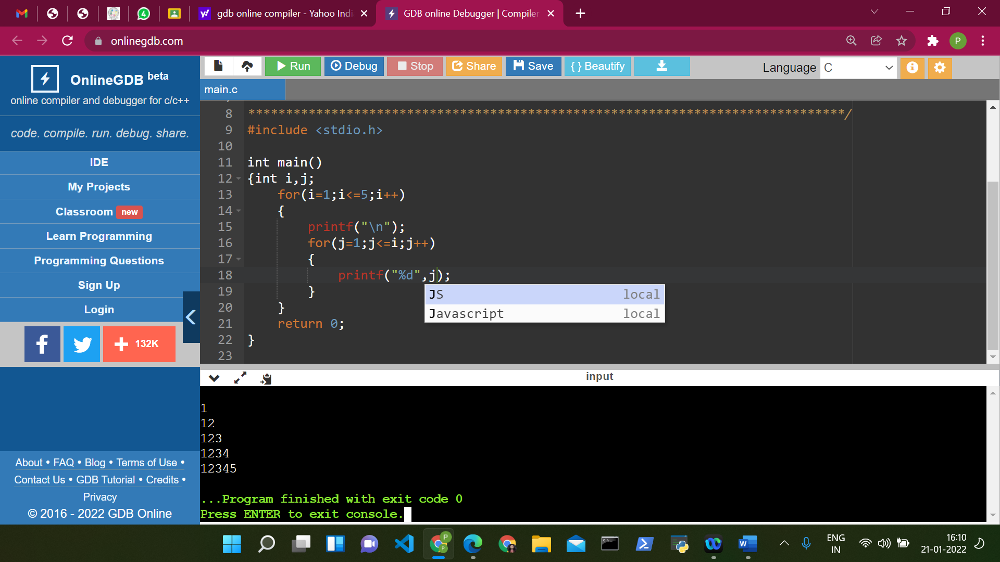 gdb online compiler - Yahoo Indi
GDB online Debugger | Compiler
onlinegdb.com
P
OnlineGDB beta
online compiler and debugger for c/c++
code. compile. run. debug. share.
IDE
My Projects
Classroom new
Learn Programming
Programming Questions
Sign Up
Login
132K
About • FAQ • Blog • Terms of Use •
Contact Us • GDB Tutorial • Credits •
Privacy
© 2016 - 2022 GDB Online
Run
Debug
Stop
Share
Save
{ } Beautify
Language C
main.c
8 *******************************************************************************/
9 #include <stdio.h>
10
11 int main()
12 {int i,j;
13 for(i=1;i<=5;i++)
14 {
15 printf("\n");
16 for(j=1;j<=i;j++)
17 {
18 printf("%d",j);
19 }
20 }
21 return 0;
22 }
23
JS local
Javascript local
input
1
12
123
1234
12345
...Program finished with exit code 0
Press ENTER to exit console.
ENG
IN
16:10
21-01-2022